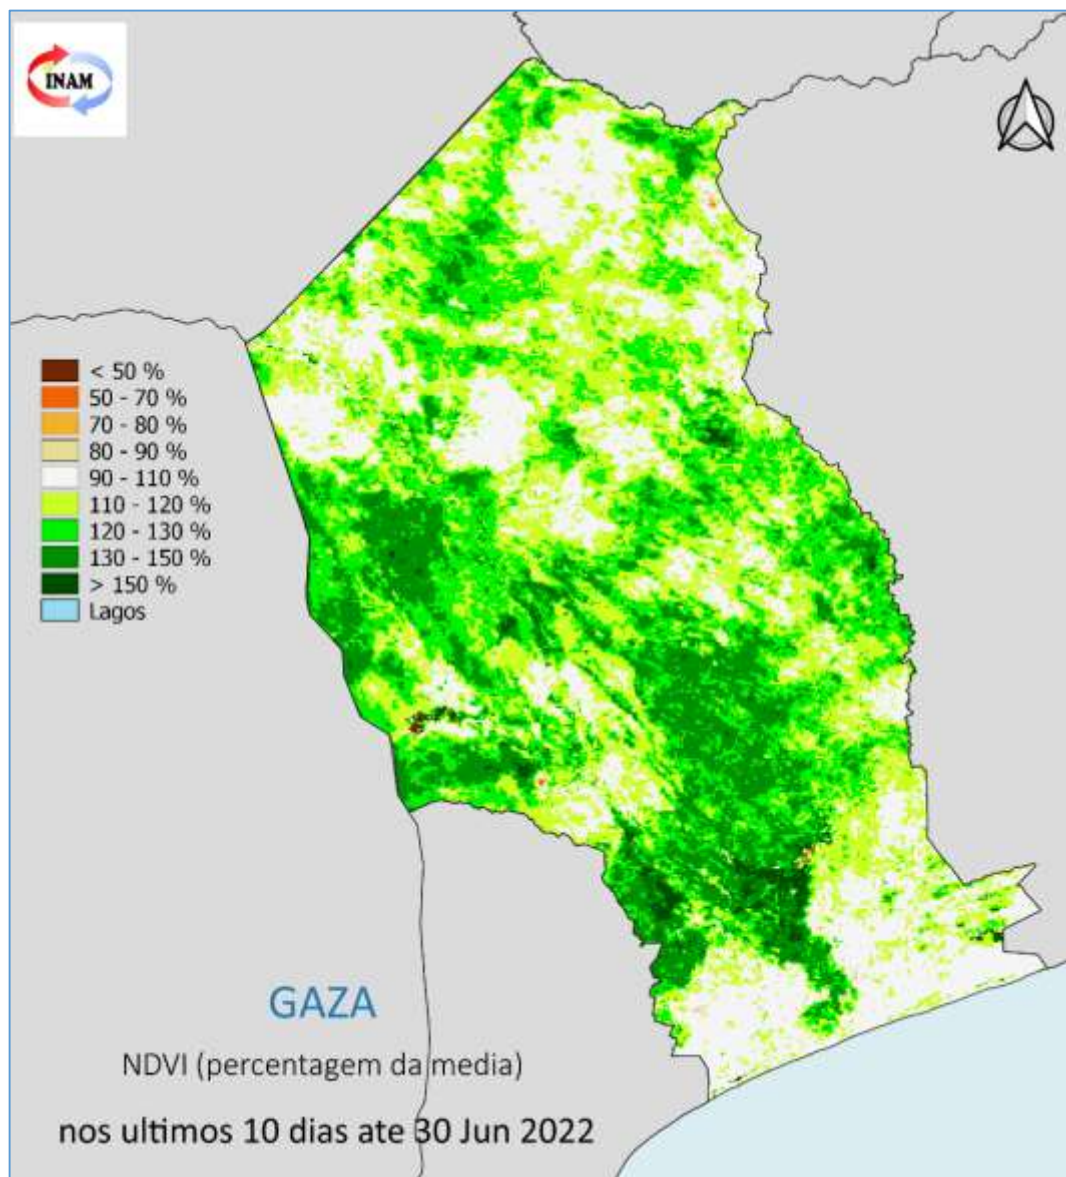 INAM
< 50 %
50 - 70 %
70 - 80 %
80 - 90 %
90 - 110 %
110 - 120 %
120 - 130 %
130 - 150 %
> 150 %
Lagos
GAZA
NDVI (percentagem da media)
nos ultimos 10 dias ate 30 Jun 2022